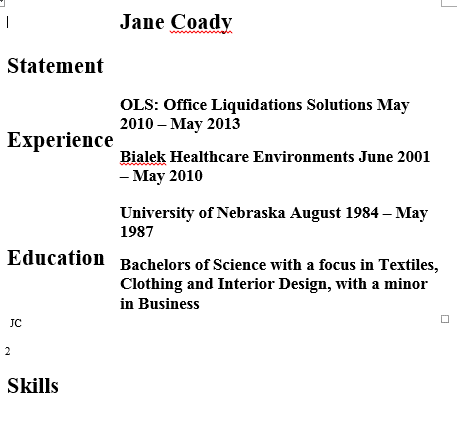 Jane Coady
Statement
OLS: Office Liquidations Solutions May
2010 – May 2013
Experience
Bialek Healthcare Environments June 2001
– May 2010
University of Nebraska August 1984 – May
1987
Education
Bachelors of Science with a focus in Textiles,
Clothing and Interior Design, with a minor
in Business
JC
2
Skills